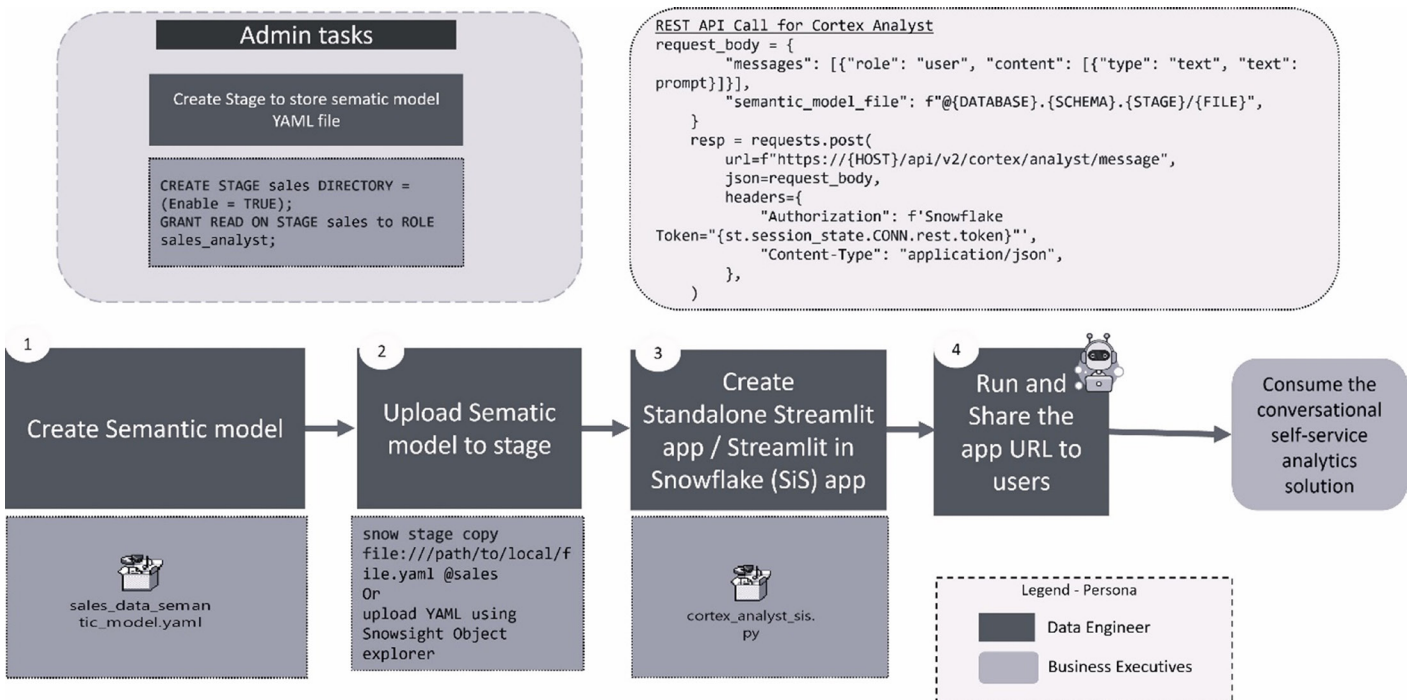 Admin tasks
Create Stage to store sematic model
YAML file
CREATE STAGE sales DIRECTORY =
(Enable = TRUE);
GRANT READ ON STAGE sales to ROLE
sales_analyst;
REST API Call for Cortex Analyst
request_body = {
"messages": [{"role": "user", "content": [{"type": "text", "text":
prompt}]}],
"semantic_model_file": f"@{DATABASE}.{SCHEMA}.{STAGE}/{FILE}",
}
resp = requests.post(
url=f"https://{HOST}/api/v2/cortex/analyst/message",
json=request_body,
headers={
"Authorization": f'Snowflake
Token="{st.session_state.CONN.rest.token}"',
"Content-Type": "application/json",
},
)
1
Create Semantic model
sales_data_seman
tic_model.yaml
2
Upload Sematic
model to stage
snow stage copy
file:///path/to/local/f
ile.yaml @sales
Or
upload YAML using
Snowsight Object
explorer
3
Create
Standalone Streamlit
app / Streamlit in
Snowflake (SiS) app
cortex_analyst_sis.
py
4
Run and
Share the
app URL to
users
Consume the
conversational
self-service
analytics
solution
Legend - Persona
Data Engineer
Business Executives